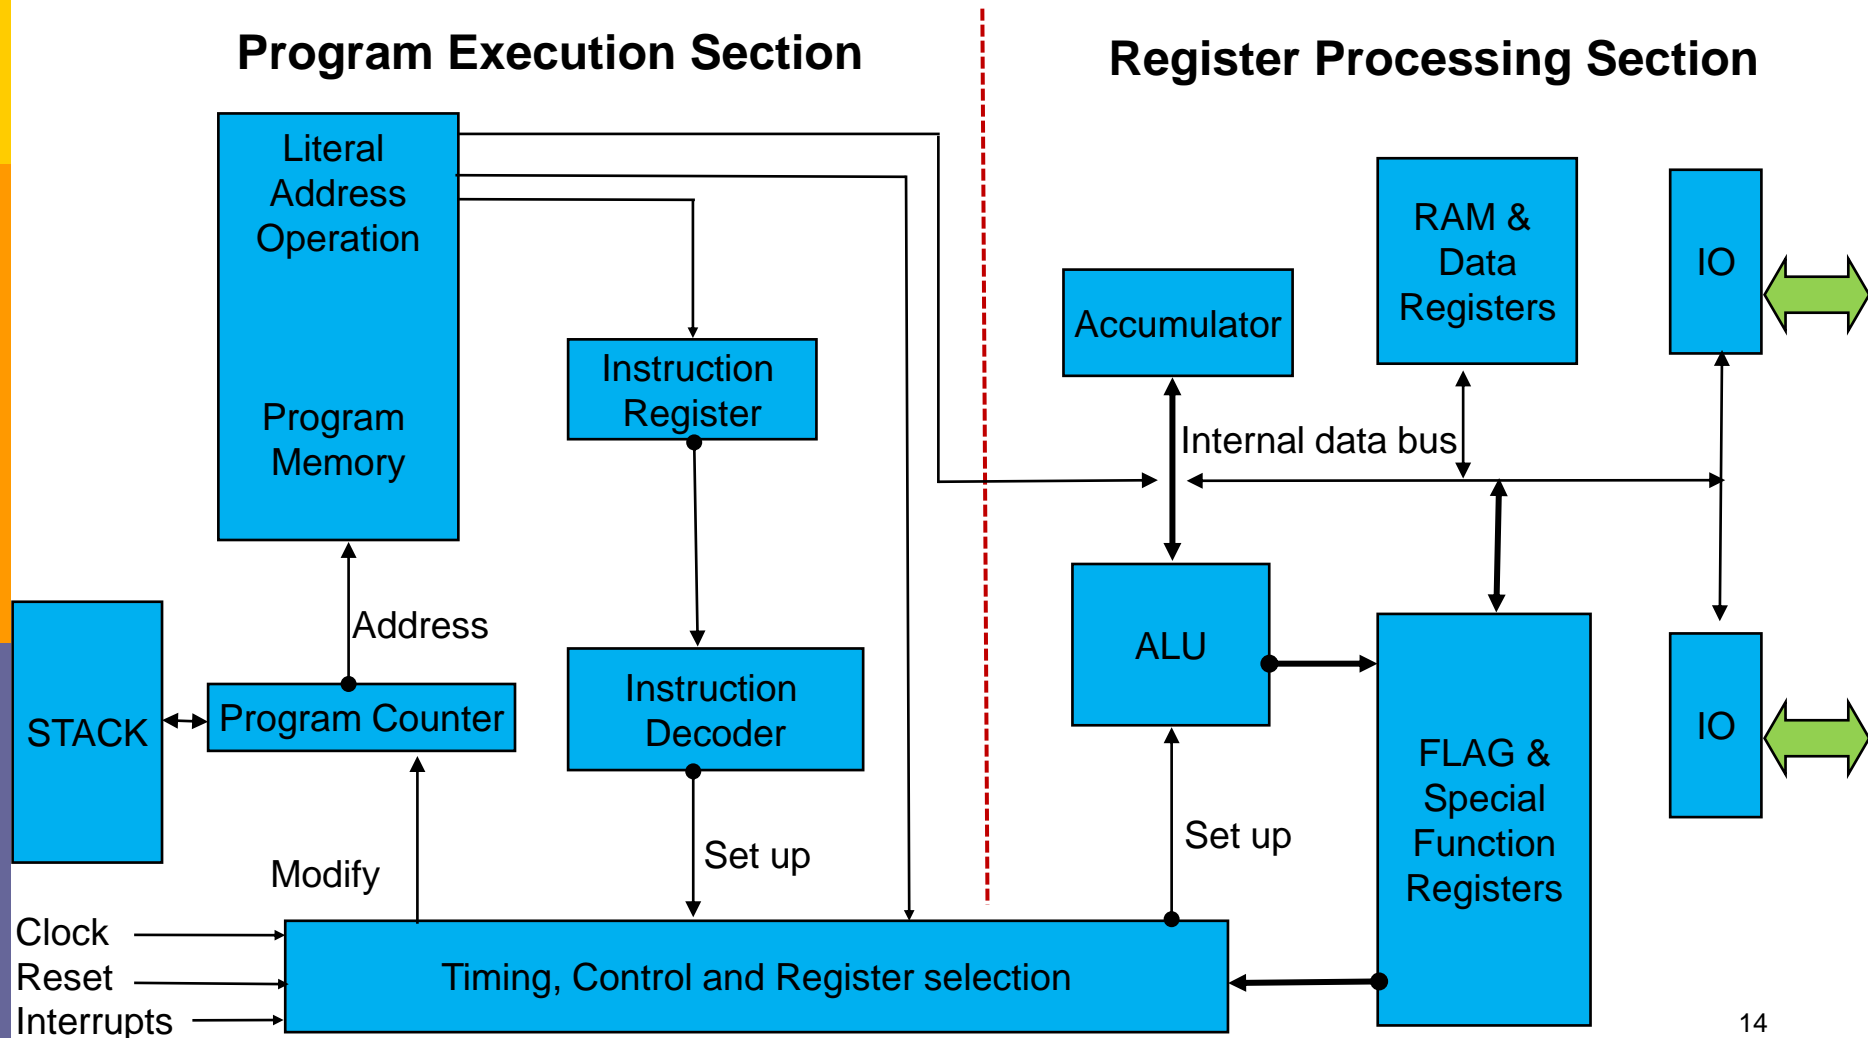 Program Execution Section
Register Processing Section
Literal
Address
Operation
Program
Memory
Instruction
Register
Accumulator
RAM &
Data
Registers
IO
Internal data bus
Address
STACK
Program Counter
Instruction
Decoder
ALU
FLAG &
Special
Function
Registers
IO
Modify
Set up
Set up
Clock
Reset
Interrupts
Timing, Control and Register selection
14